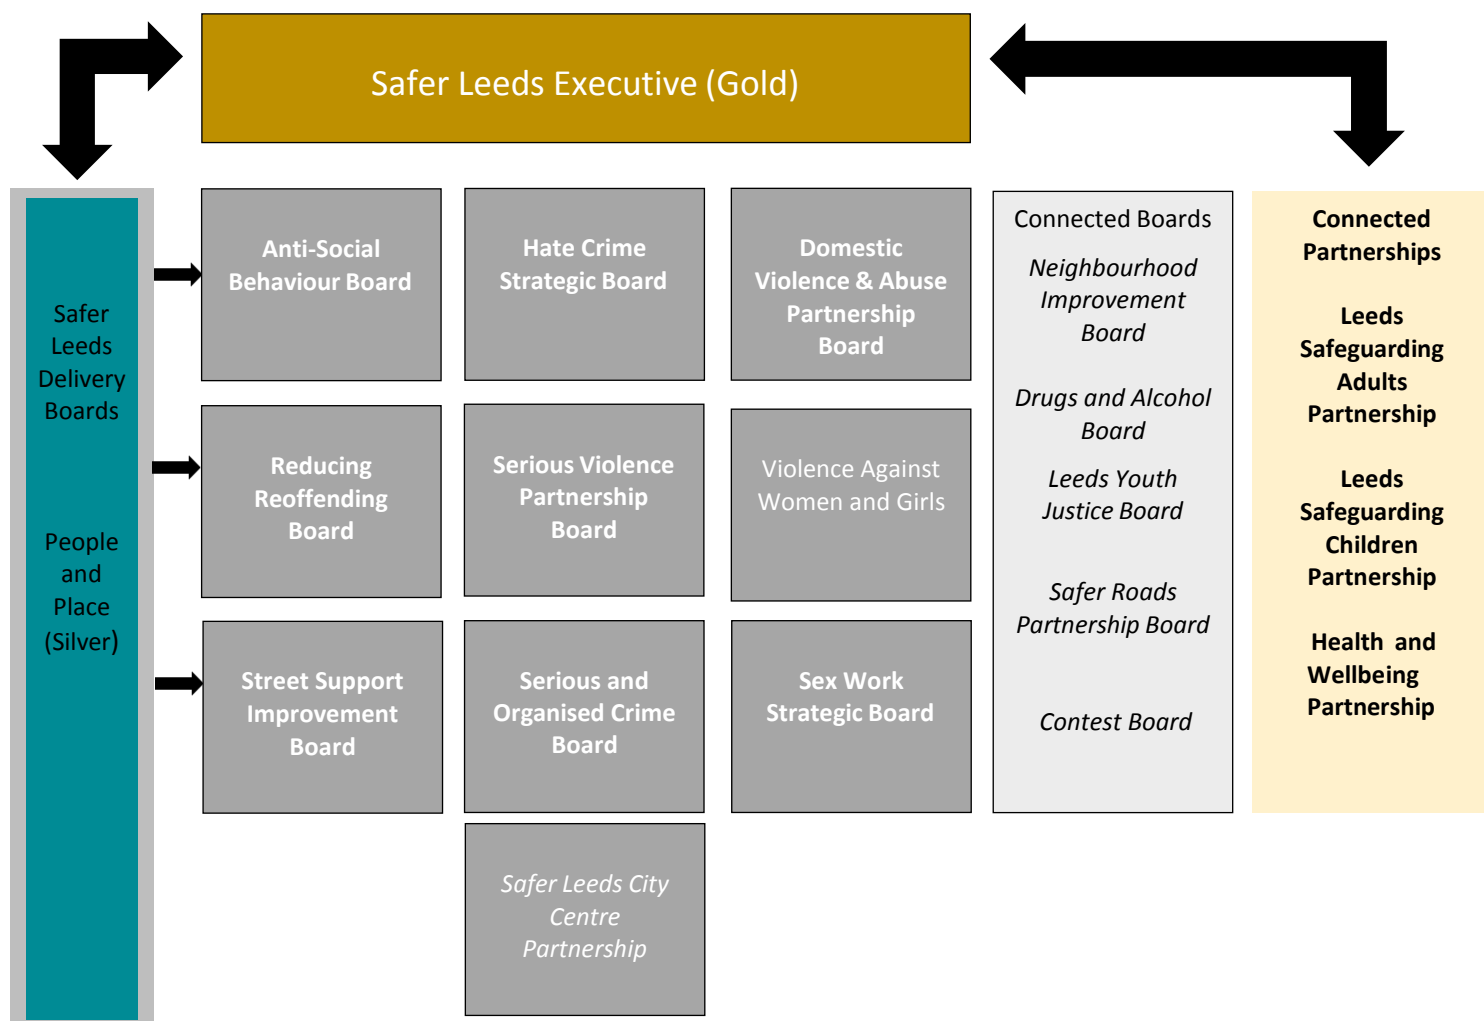 Safer Leeds Executive (Gold)
Safer
Leeds
Delivery
Boards
People
and
Place
(Silver)
Anti-Social
Behaviour Board
Hate Crime
Strategic Board
Domestic
Violence & Abuse
Partnership
Board
Reducing
Reoffending
Board
Serious Violence
Partnership
Board
Violence Against
Women and Girls
Street Support
Improvement
Board
Serious and
Organised Crime
Board
Sex Work
Strategic Board
Safer Leeds City
Centre
Partnership
Connected Boards
Neighbourhood
Improvement
Board
Drugs and Alcohol
Board
Leeds Youth
Justice Board
Safer Roads
Partnership Board
Contest Board
Connected
Partnerships
Leeds
Safeguarding
Adults
Partnership
Leeds
Safeguarding
Children
Partnership
Health and
Wellbeing
Partnership